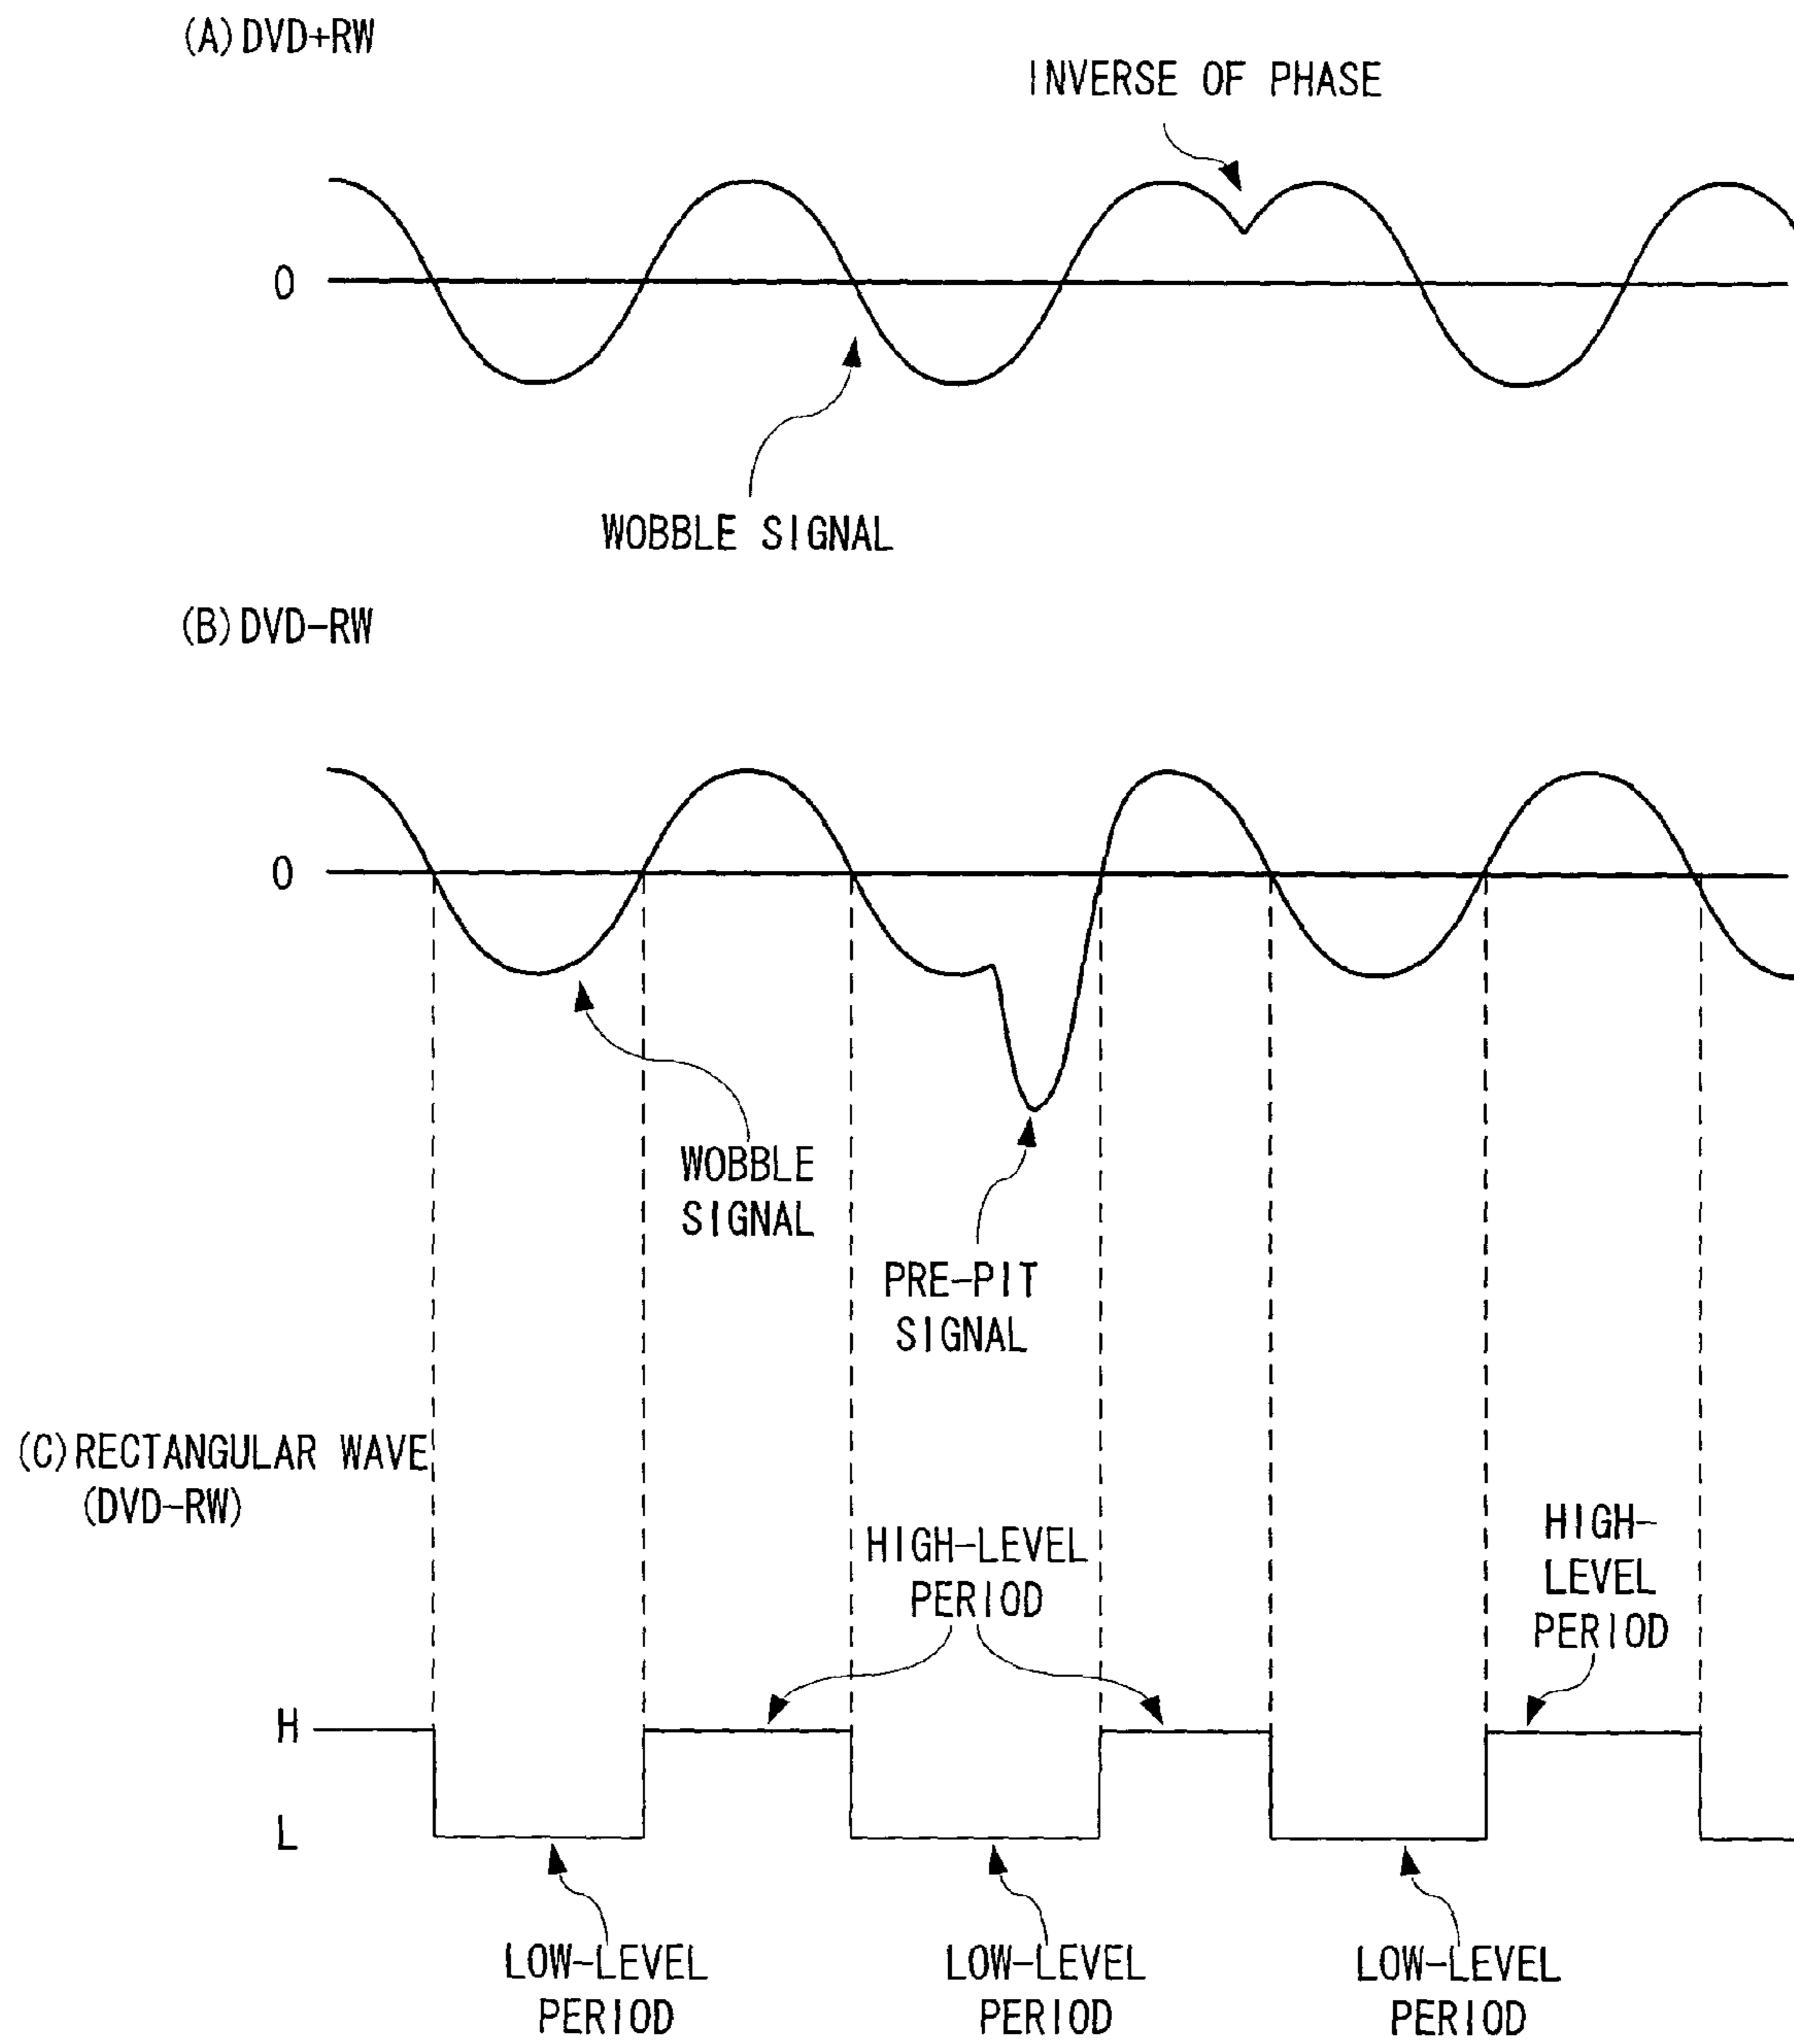 (A) DVD+RW
INVERSE OF PHASE
0
WOBBLE SIGNAL
(B) DVD-RW
0
WOBBLE
SIGNAL
PRE-PIT
SIGNAL
(C) RECTANGULAR WAVE
(DVD-RW)
HIGH-LEVEL
PERIOD
HIGH-
LEVEL
PERIOD
H
L
LOW-LEVEL
PERIOD
LOW-LEVEL
PERIOD
LOW-LEVEL
PERIOD